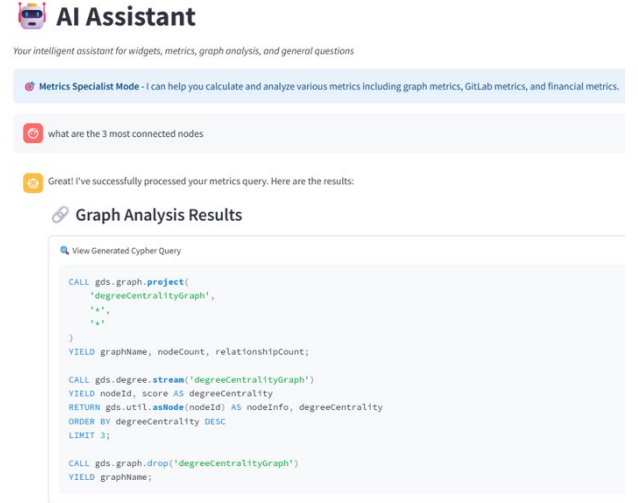 AI Assistant
Your intelligent assistant for widgets, metrics, graph analysis, and general questions
Metrics Specialist Mode - I can help you calculate and analyze various metrics including graph metrics, GitLab metrics, and financial metrics.
what are the 3 most connected nodes
Great! I've successfully processed your metrics query. Here are the results:
Graph Analysis Results
View Generated Cypher Query
CALL gds.graph.project(
    'degreeCentralityGraph',
    '*',
    '*'
)
YIELD graphName, nodeCount, relationshipCount;
CALL gds.degree.stream('degreeCentralityGraph')
YIELD nodeId, score AS degreeCentrality
RETURN gds.util.asNode(nodeId) AS nodeInfo, degreeCentrality
ORDER BY degreeCentrality DESC
LIMIT 3;
CALL gds.graph.drop('degreeCentralityGraph')
YIELD graphName;